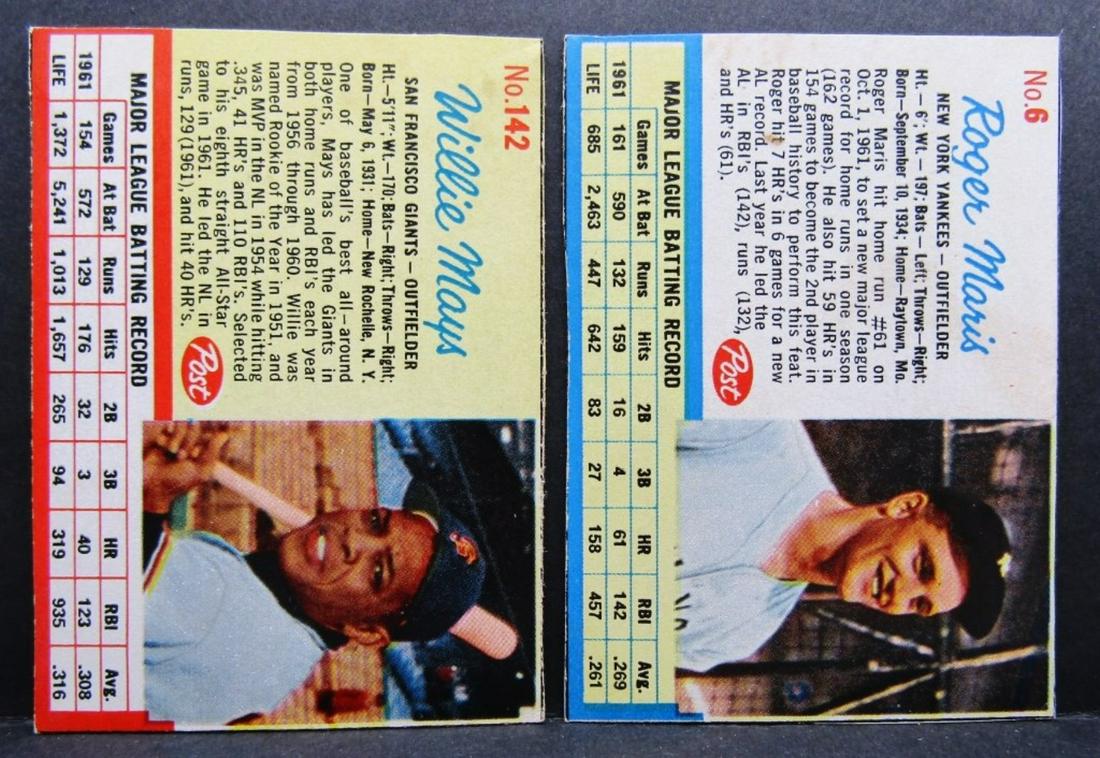 No.142
Willie Mays
SAN FRANCISCO GIANTS – OUTFIELDER
Ht.—5'11"; Wt.—170; Bats—Right; Throws—Right;
Born—May 6, 1931; Home—New Rochelle, N. Y.
One of baseball's best all-around
players, Mays has led the Giants in
both home runs and RBI's each year
from 1956 through 1960. Willie was
named Rookie of the Year in 1951, and
was MVP in the NL in 1954 while hitting
.345, 41 HR's and 110 RBI's. Selected
to his eighth straight All-Star
game in 1961. He led the NL in
runs, 129 (1961), and hit 40 HR's.
Post
MAJOR LEAGUE BATTING RECORD
Games At Bat Runs Hits 2B 3B HR RBI Avg.
1961 154 572 129 176 32 3 40 123 .308
LIFE 1,372 5,241 1,013 1,657 265 94 319 935 .316
No.6
Roger Maris
NEW YORK YANKEES – OUTFIELDER
Ht. — 6'; Wt. — 197; Bats — Left; Throws—Right;
Born—September 10, 1934; Home—Raytown, Mo.
Roger Maris hit home run #61 on
Oct. 1, 1961, to set a new major league
record for home runs in one season
(162 games). He also hit 59 HR's in
154 games to become the 2nd player in
baseball history to perform this feat.
Roger hit 7 HR's in 6 games for a new
AL record. Last year he led the
AL in RBI's (142), runs (132),
and HR's (61).
Post
MAJOR LEAGUE BATTING RECORD
Games At Bat Runs Hits 2B 3B HR RBI Avg.
1961 161 590 132 159 16 4 61 142 .269
LIFE 685 2,463 447 642 83 27 158 457 .261